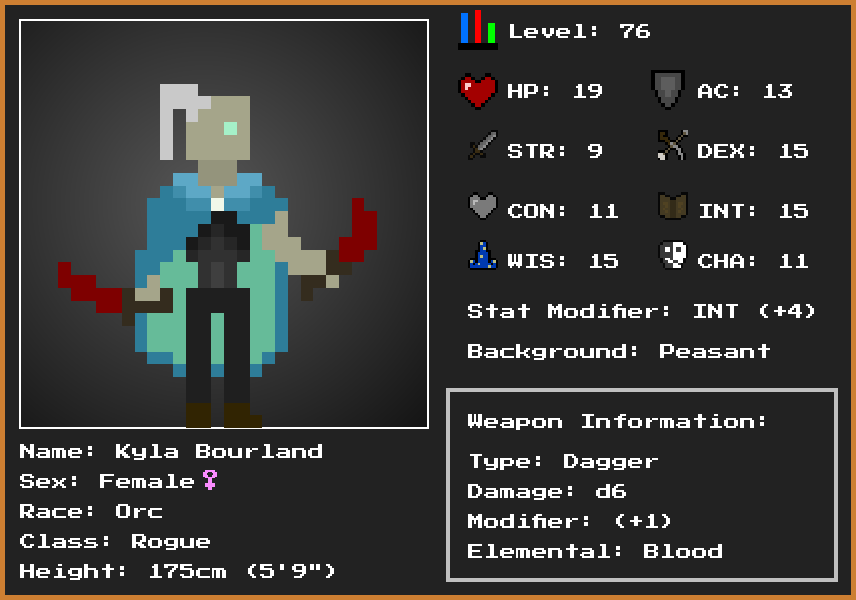 Level: 76
HP: 19
AC: 13
STR: 9
DEX: 15
CON: 11
INT: 15
WIS: 15
CHA: 11
Stat Modifier: INT (+4)
Background: Peasant
Weapon Information:
Type: Dagger
Damage: d6
Modifier: (+1)
Elemental: Blood
Name: Kyla Bourland
Sex: Female♀
Race: Orc
Class: Rogue
Height: 175cm (5'9")